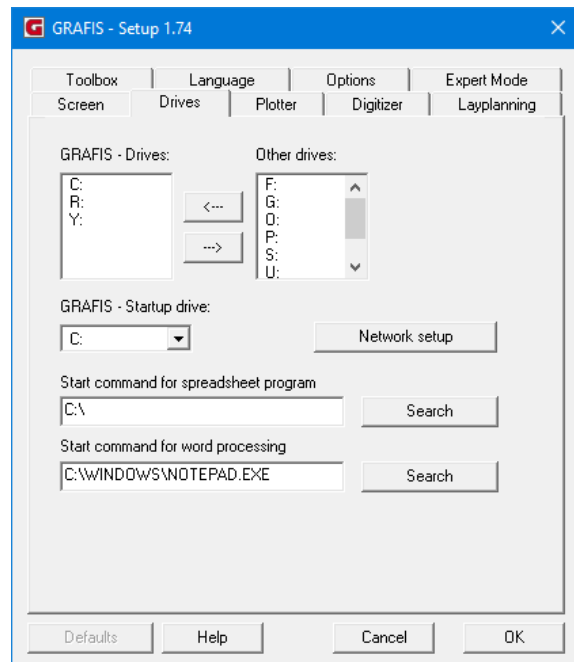 GRAFIS - Setup 1.74
Toolbox Language Options Expert Mode
Screen Drives Plotter Digitizer Layplanning
GRAFIS - Drives: Other drives:
C: F:
R: G:
Y: O:
P:
S:
U:
<---
--->
GRAFIS - Startup drive:
C: Network setup
Start command for spreadsheet program
C:\ Search
Start command for word processing
C:\WINDOWS\NOTEPAD.EXE Search
Defaults Help Cancel OK